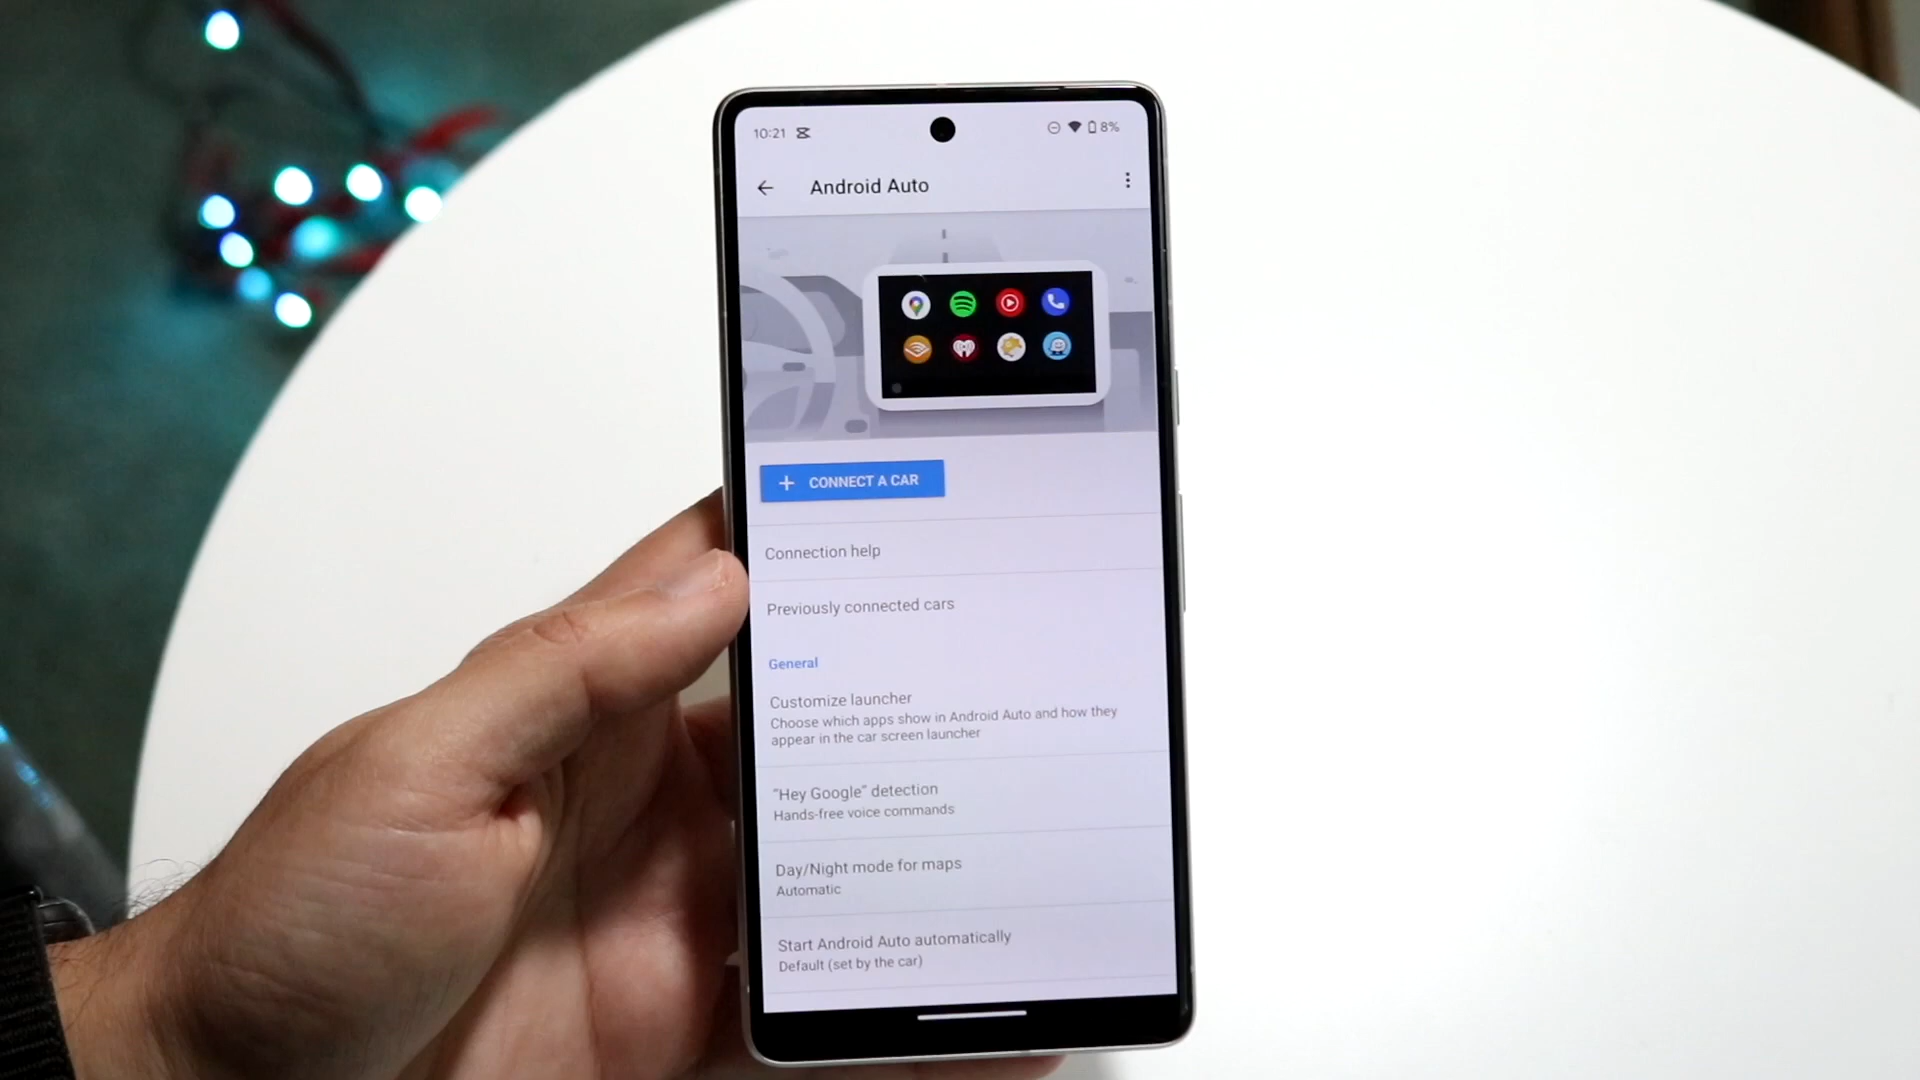 10:21 8%
Android Auto
+ CONNECT A CAR
Connection help
Previously connected cars
General
Customize launcher
Choose which apps show in Android Auto and how they
appear in the car screen launcher
“Hey Google” detection
Hands-free voice commands
Day/Night mode for maps
Automatic
Start Android Auto automatically
Default (set by the car)